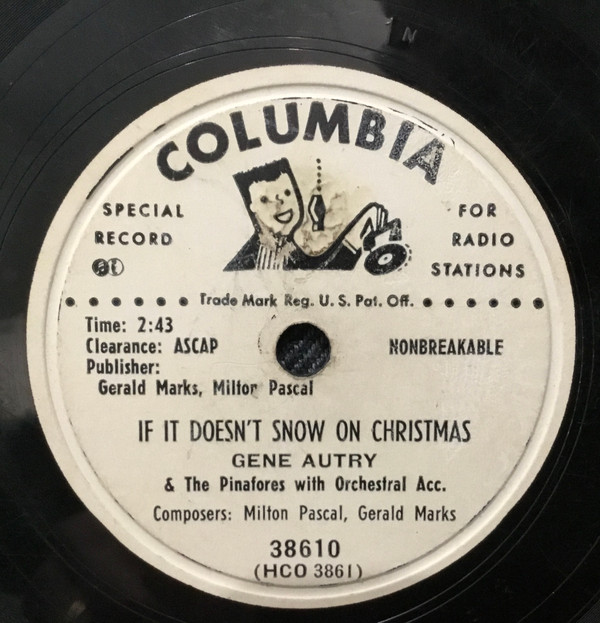 COLUMBIA
SPECIAL FOR
RECORD RADIO
STATIONS
Trade Mark Reg. U. S. Pat. Off.
Time: 2:43
Clearance: ASCAP NONBREAKABLE
Publisher:
Gerald Marks, Milton Pascal
IF IT DOESN'T SNOW ON CHRISTMAS
GENE AUTRY
& The Pinafores with Orchestral Acc.
Composers: Milton Pascal, Gerald Marks
38610
(HCO 3861)